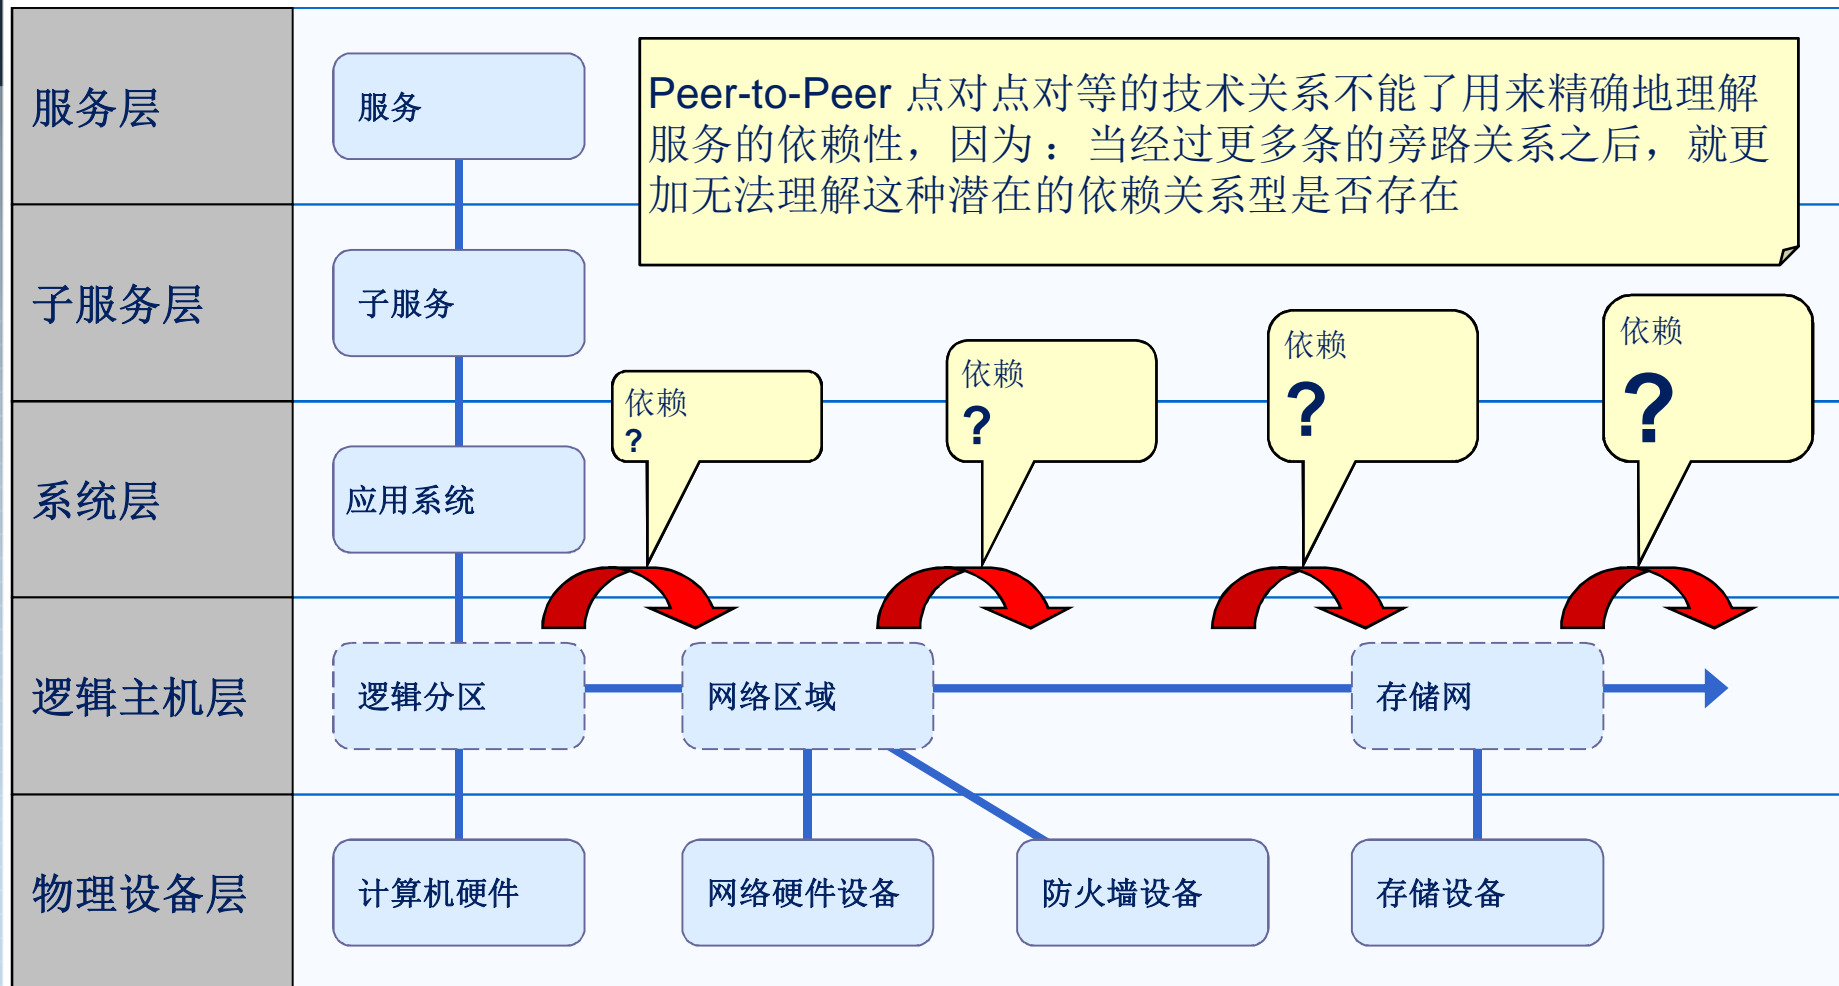 服务层
服务
Peer-to-Peer 点对点对等的技术关系不能了用来精确地理解
服务的依赖性，因为：当经过更多条的旁路关系之后，就更
加无法理解这种潜在的依赖关系型是否存在
子服务层
子服务
依赖
?
依赖
?
依赖
?
依赖
?
系统层
应用系统
逻辑主机层
逻辑分区
网络区域
存储网
物理设备层
计算机硬件
网络硬件设备
防火墙设备
存储设备